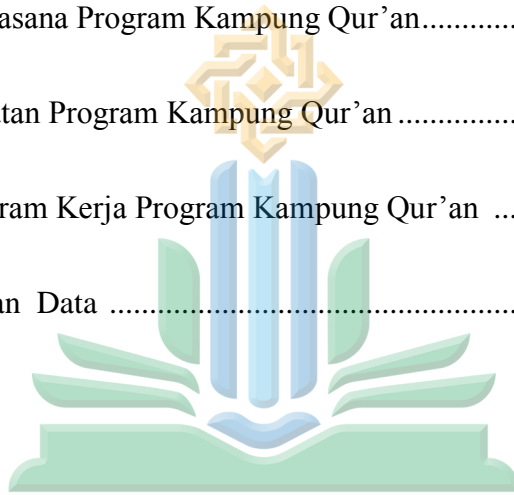 asana Program Kampung Qur’an.............
tan Program Kampung Qur’an ................
ram Kerja Program Kampung Qur’an ...
an Data ..................................................